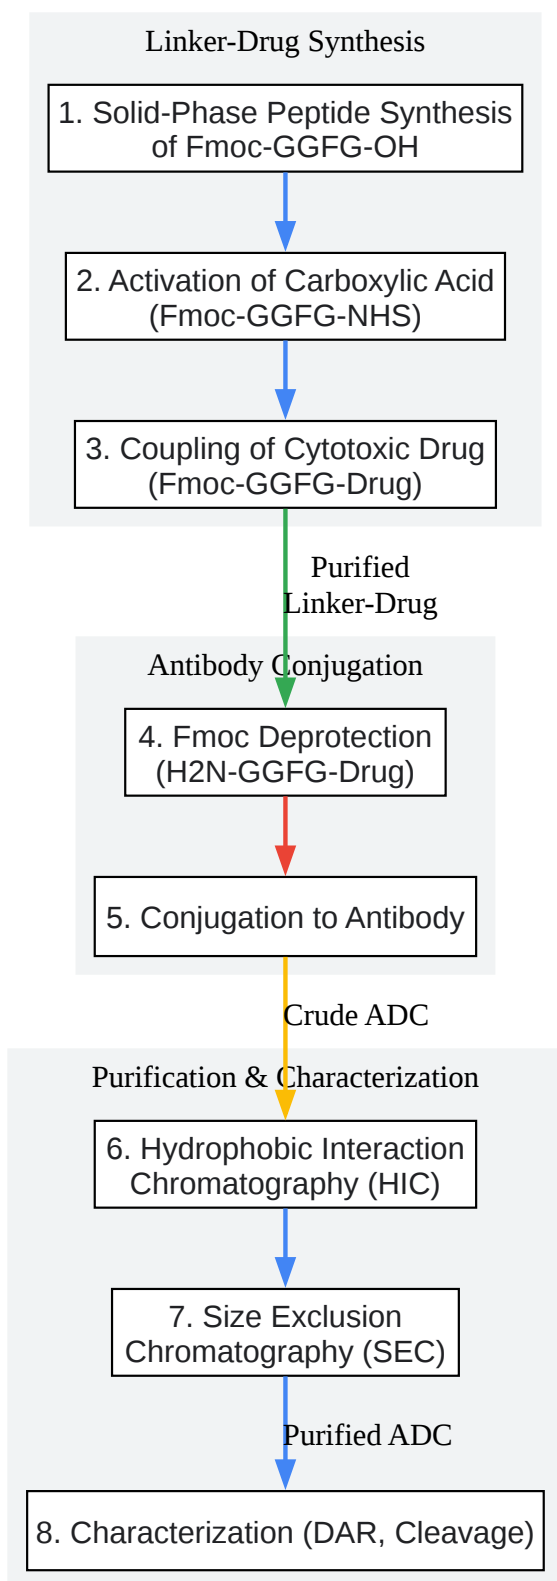 Linker-Drug Synthesis
1. Solid-Phase Peptide Synthesis
of Fmoc-GGFG-OH
2. Activation of Carboxylic Acid
(Fmoc-GGFG-NHS)
3. Coupling of Cytotoxic Drug
(Fmoc-GGFG-Drug)
Purified
Linker-Drug
Antibody Conjugation
4. Fmoc Deprotection
(H2N-GGFG-Drug)
5. Conjugation to Antibody
Crude ADC
Purification & Characterization
6. Hydrophobic Interaction
Chromatography (HIC)
7. Size Exclusion
Chromatography (SEC)
Purified ADC
8. Characterization (DAR, Cleavage)